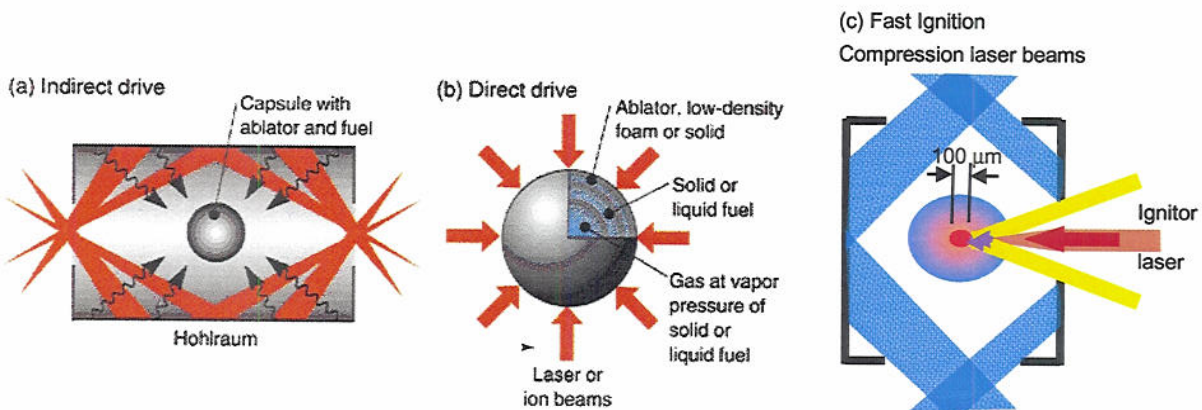 (a) Indirect drive
Capsule with
ablator and fuel
Hohlraum
(b) Direct drive
Ablator, low-density
foam or solid
Solid or
liquid fuel
Gas at vapor
pressure of
solid or
liquid fuel
Laser or
ion beams
(c) Fast Ignition
Compression laser beams
100 μm
Ignitor
laser